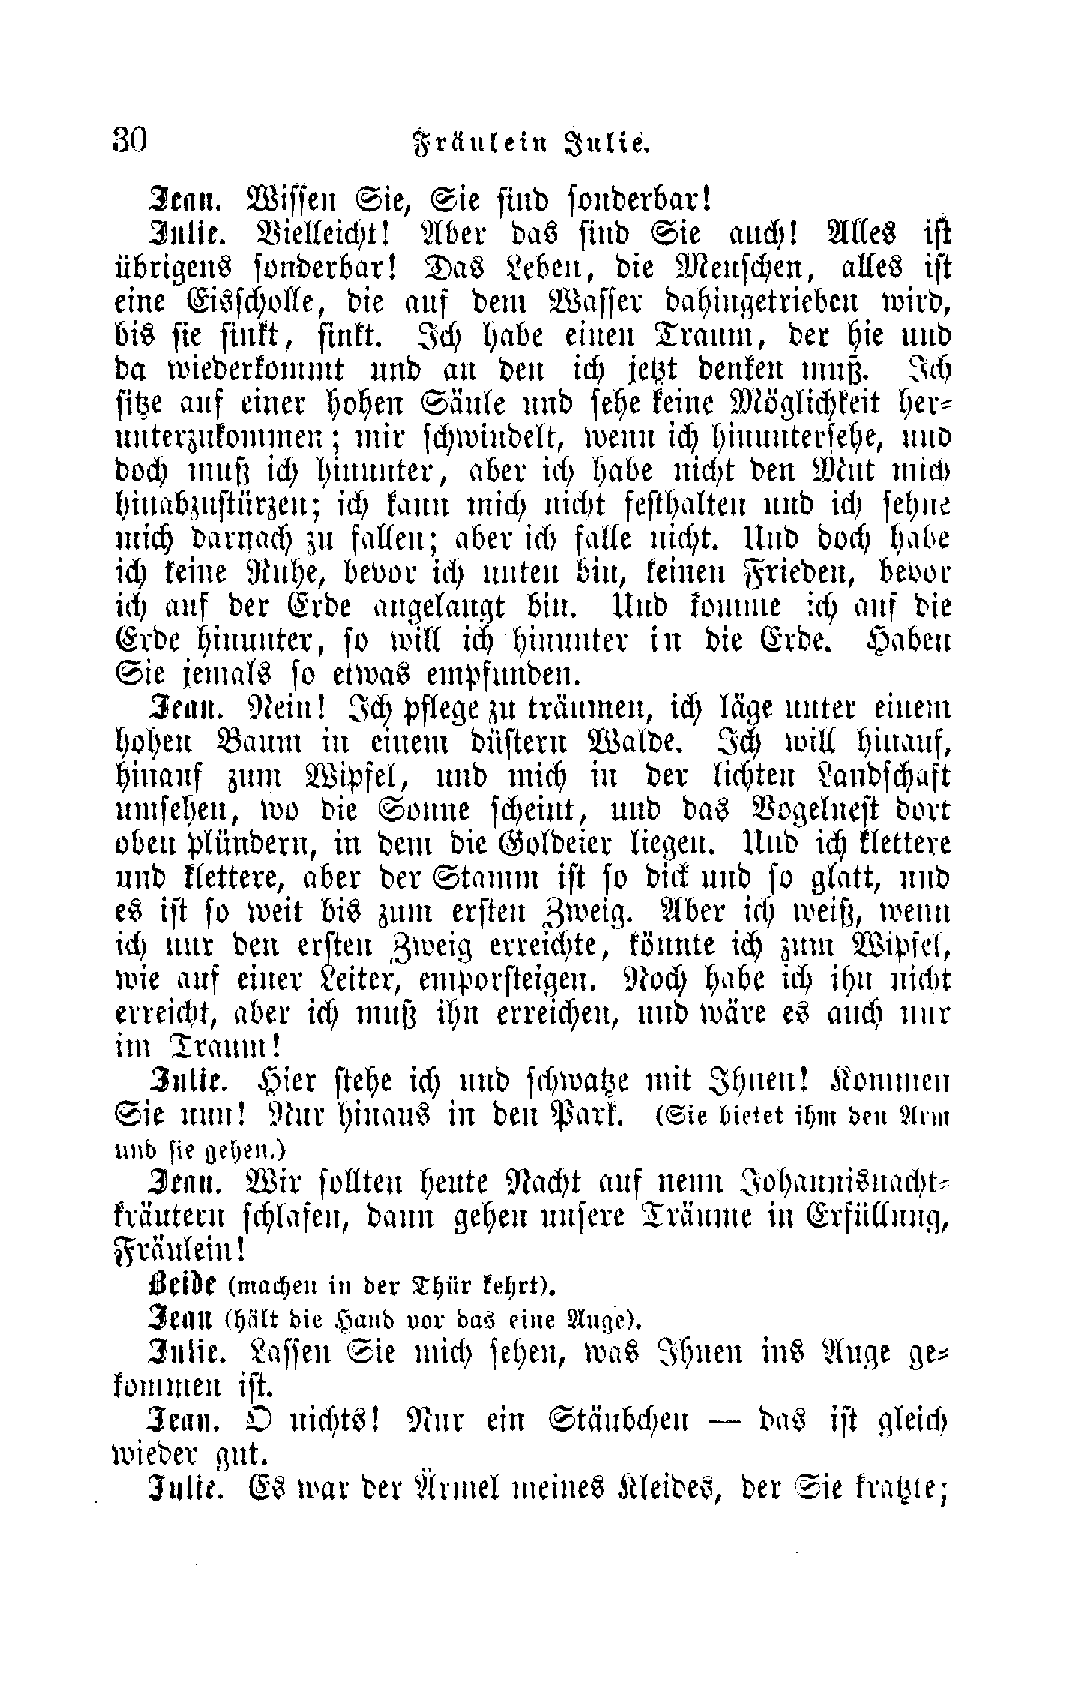 30 Fräulein Julie.
Jean. Wissen Sie, Sie sind sonderbar!
Julie. Vielleicht! Aber das sind Sie auch! Alles ist
übrigens sonderbar! Das Leben, die Menschen, alles ist
eine Eisscholle, die auf dem Wasser dahingetrieben wird,
bis sie sinkt, sinkt. Ich habe einen Traum, der hie und
da wiederkommt und an den ich jetzt denken muß. Ich
sitze auf einer hohen Säule und sehe keine Möglichkeit her-
unterzukommen; mir schwindelt, wenn ich hinuntersehe, und
doch muß ich hinunter, aber ich habe nicht den Mut mich
hinabzustürzen; ich kann mich nicht festhalten und ich sehne
mich darnach zu fallen; aber ich falle nicht. Und doch habe
ich keine Ruhe, bevor ich unten bin, keinen Frieden, bevor
ich auf der Erde angelangt bin. Und komme ich auf die
Erde hinunter, so will ich hinunter in die Erde. Haben
Sie jemals so etwas empfunden.
Jean. Nein! Ich pflege zu träumen, ich läge unter einem
hohen Baum in einem düstern Walde. Ich will hinauf,
hinauf zum Wipfel, und mich in der lichten Landschaft
umsehen, wo die Sonne scheint, und das Vogelnest dort
oben plündern, in dem die Goldeier liegen. Und ich klettere
und klettere, aber der Stamm ist so dick und so glatt, und
es ist so weit bis zum ersten Zweig. Aber ich weiß, wenn
ich nur den ersten Zweig erreichte, könnte ich zum Wipfel,
wie auf einer Leiter, emporsteigen. Noch habe ich ihn nicht
erreicht, aber ich muß ihn erreichen, und wäre es auch nur
im Traum!
Julie. Hier stehe ich und schwatze mit Ihnen! Kommen
Sie nun! Nur hinaus in den Park. (Sie bietet ihm den Arm
und sie gehen.)
Jean. Wir sollten heute Nacht auf neun Johannisnacht-
kräutern schlafen, dann gehen unsere Träume in Erfüllung,
Fräulein!
Beide (machen in der Thür kehrt).
Jean (hält die Hand vor das eine Auge).
Julie. Lassen Sie mich sehen, was Ihnen ins Auge ge-
kommen ist.
Jean. O nichts! Nur ein Stäubchen — das ist gleich
wieder gut.
Julie. Es war der Ärmel meines Kleides, der Sie kratzte;